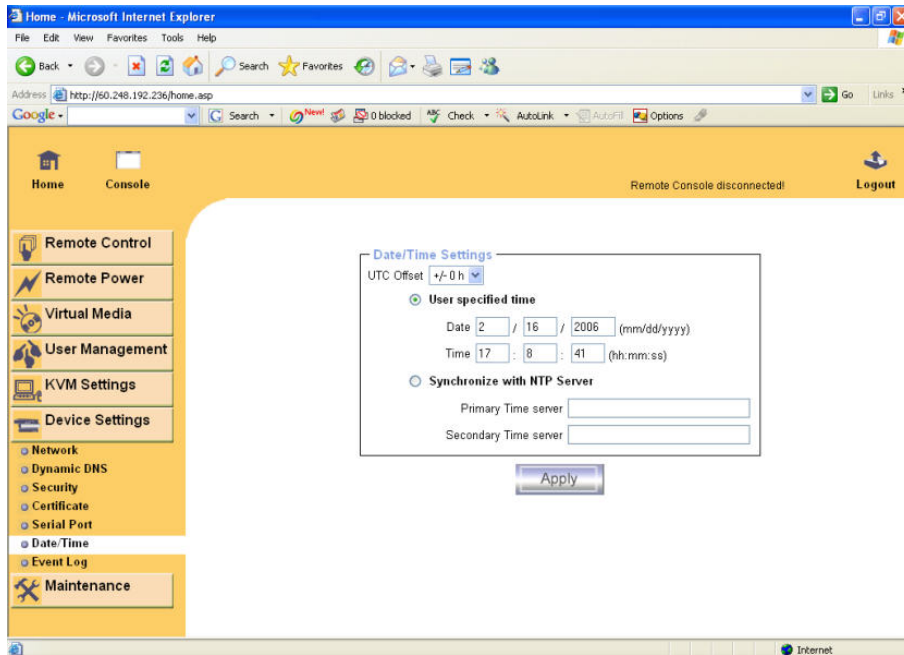 Home - Microsoft Internet Explorer
File Edit View Favorites Tools Help
Back Search Favorites
Address http://60.248.192.236/home.asp Go Links
Google Search New! 0 blocked ABC Check AutoLink AutoFill Options
Home Console Remote Console disconnected! Logout
Remote Control
Remote Power
Virtual Media
User Management
KVM Settings
Device Settings
Network
Dynamic DNS
Security
Certificate
Serial Port
Date/Time
Event Log
Maintenance
Date/Time Settings
UTC Offset +/- 0 h
User specified time
Date 2 / 16 / 2006 (mm/dd/yyyy)
Time 17 : 8 : 41 (hh:mm:ss)
Synchronize with NTP Server
Primary Time server
Secondary Time server
Apply
Internet